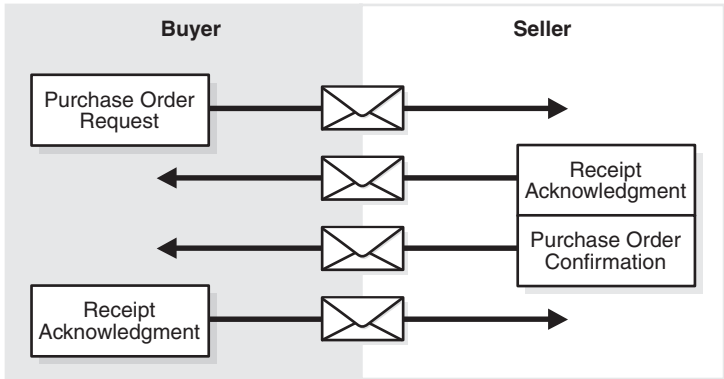 Buyer
Seller
Purchase Order
Request
Receipt
Acknowledgment
Purchase Order
Confirmation
Receipt
Acknowledgment